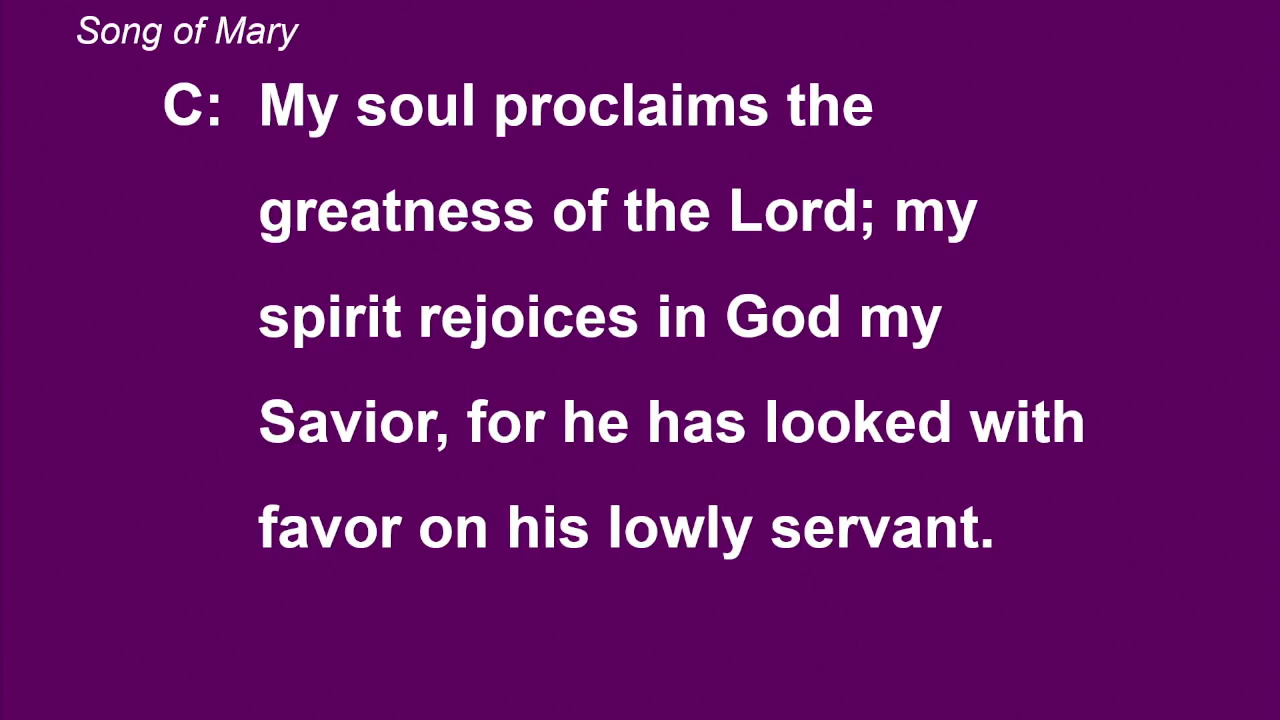 Song of Mary
C: My soul proclaims the
greatness of the Lord; my
spirit rejoices in God my
Savior, for he has looked with
favor on his lowly servant.